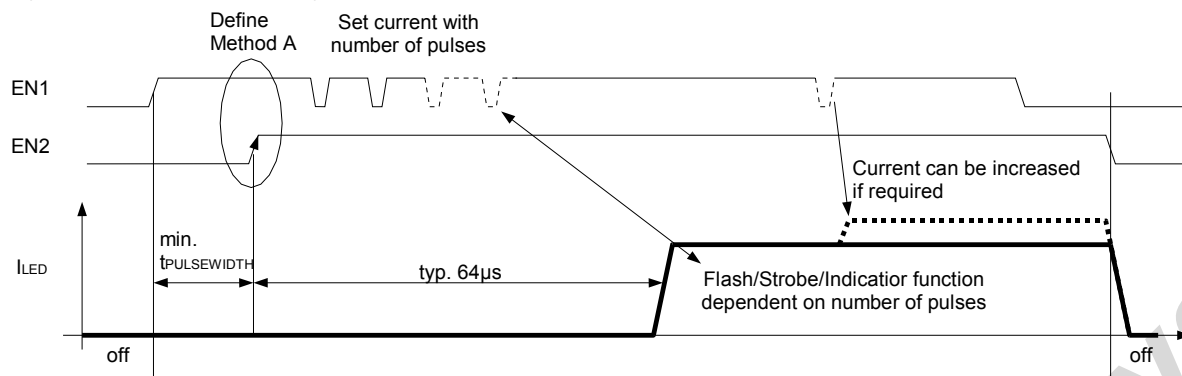 Define
Method A
Set current with
number of pulses
EN1
EN2
Current can be increased
if required
min.
tPULSEWIDTH
ILED
typ. 64µs
Flash/Strobe/Indicatior function
dependent on number of pulses
off
off